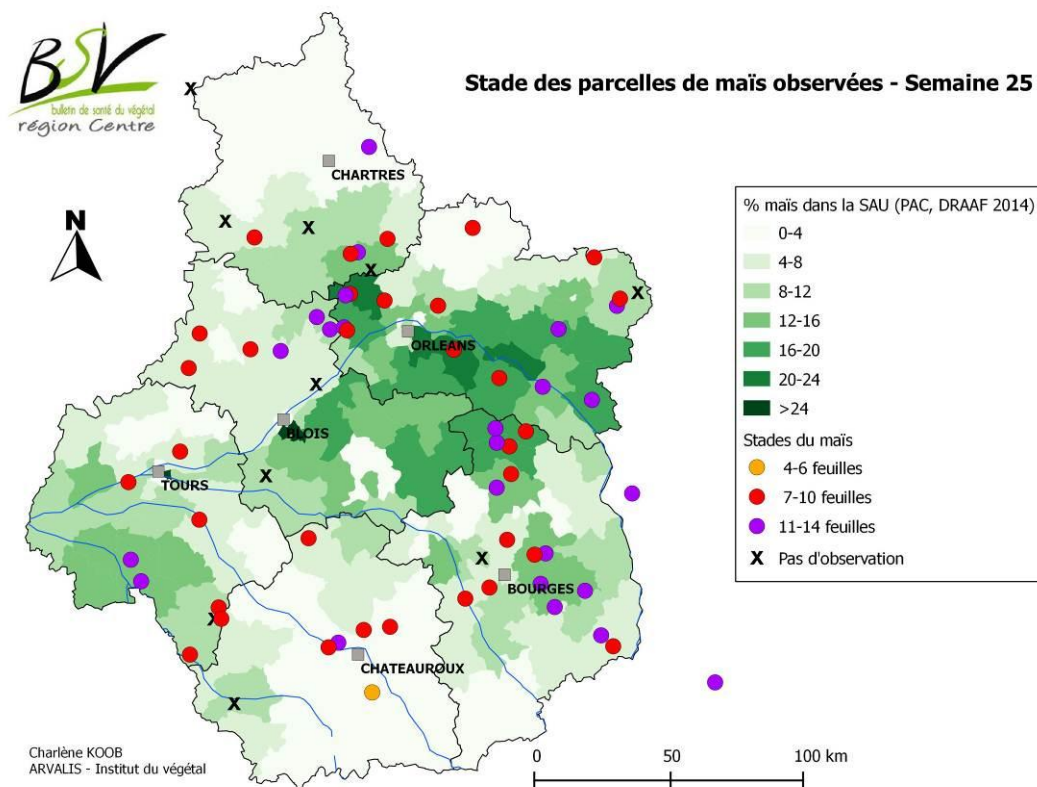 BSV
bulletin de santé du végétal
région Centre
Stade des parcelles de maïs observées - Semaine 25
N
X
CHARTRES
X
X
X
X
ORLEANS
X
BLOIS
X
TOURS
X
BOURGES
X
CHATEAUROUX
X
% maïs dans la SAU (PAC, DRAAF 2014)
0-4
4-8
8-12
12-16
16-20
20-24
>24
Stades du maïs
4-6 feuilles
7-10 feuilles
11-14 feuilles
X Pas d'observation
Charlène KOOB
ARVALIS - Institut du végétal
0 50 100 km